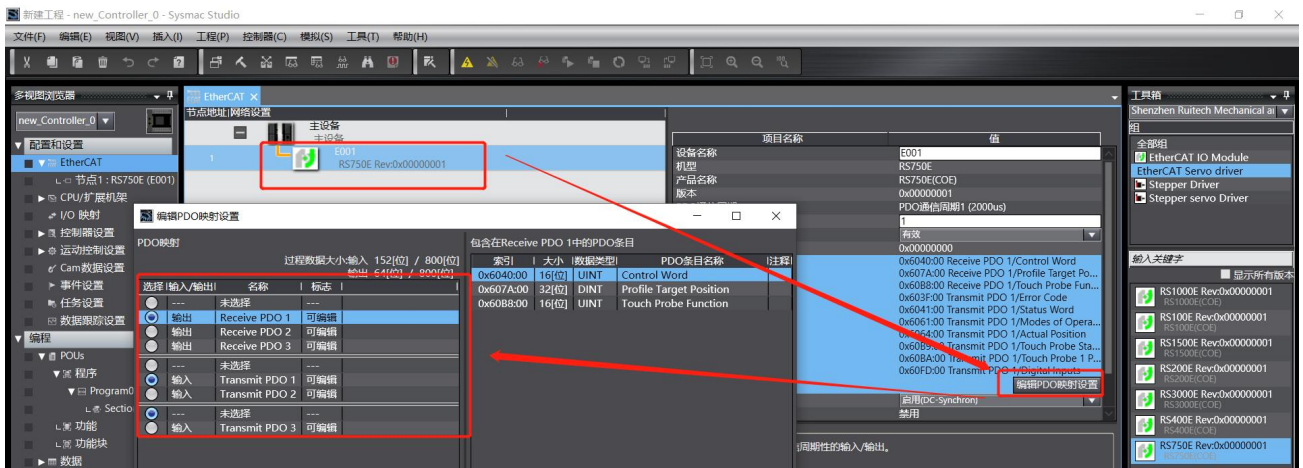 新建工程 - new_Controller_0 - Sysmac Studio
文件(F) 编辑(E) 视图(V) 插入(I) 工程(P) 控制器(C) 模拟(S) 工具(T) 帮助(H)
多视图浏览器
new_Controller_0
配置和设置
EtherCAT
节点1 : RS750E (E001)
CPU/扩展机架
I/O 映射
控制器设置
运动控制设置
Cam数据设置
事件设置
任务设置
数据跟踪设置
编程
POUs
程序
Program0
Sectio
功能
功能块
数据
EtherCAT
节点地址|网络设置
主设备
主设备
1
E001
RS750E Rev:0x00000001
项目名称 值
设备名称 E001
机型 RS750E
产品名称 RS750E(COE)
版本 0x00000001
PDO通信周期1 (2000us)
1
有效
0x00000000
0x6040:00 Receive PDO 1/Control Word
0x607A:00 Receive PDO 1/Profile Target Po...
0x60B8:00 Receive PDO 1/Touch Probe Fun...
0x603F:00 Transmit PDO 1/Error Code
0x6041:00 Transmit PDO 1/Status Word
0x6061:00 Transmit PDO 1/Modes of Opera...
0x6064:00 Transmit PDO 1/Actual Position
0x60B9:00 Transmit PDO 1/Touch Probe Sta...
0x60BA:00 Transmit PDO 1/Touch Probe 1 P...
0x60FD:00 Transmit PDO 1/Digital Inputs
编辑PDO映射设置
启用(DC-Synchron)
禁用
周期性的输入/输出。
编辑PDO映射设置
PDO映射
过程数据大小:输入 152[位] / 800[位]
输出 64[位] / 800[位]
选择 输入/输出 名称 标志
--- 未选择 ---
输出 Receive PDO 1 可编辑
输出 Receive PDO 2 可编辑
输出 Receive PDO 3 可编辑
--- 未选择 ---
输入 Transmit PDO 1 可编辑
输入 Transmit PDO 2 可编辑
--- 未选择 ---
输入 Transmit PDO 3 可编辑
包含在Receive PDO 1中的PDO条目
索引 大小 数据类型 PDO条目名称 注释
0x6040:00 16[位] UINT Control Word
0x607A:00 32[位] DINT Profile Target Position
0x60B8:00 16[位] UINT Touch Probe Function
工具箱
Shenzhen Ruitech Mechanical a
组
全部组
EtherCAT IO Module
EtherCAT Servo driver
Stepper Driver
Stepper servo Driver
输入关键字
显示所有版本
RS1000E Rev:0x00000001
RS1000E(COE)
RS100E Rev:0x00000001
RS100E(COE)
RS1500E Rev:0x00000001
RS1500E(COE)
RS200E Rev:0x00000001
RS200E(COE)
RS3000E Rev:0x00000001
RS3000E(COE)
RS400E Rev:0x00000001
RS400E(COE)
RS750E Rev:0x00000001
RS750E(COE)